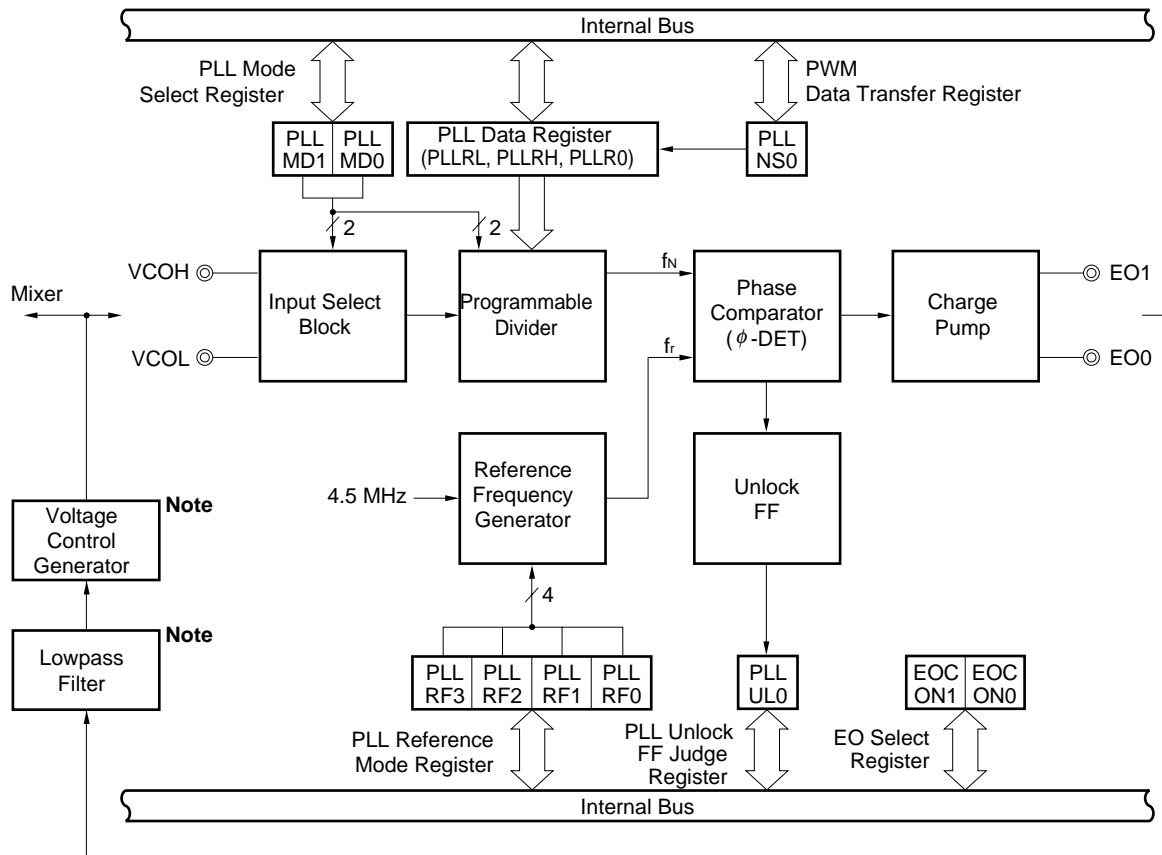 Internal Bus
PLL Mode
Select Register
PWM
Data Transfer Register
PLL
MD1
PLL
MD0
PLL Data Register
(PLLRL, PLLRH, PLLR0)
PLL
NS0
2
2
VCOH
VCOL
Mixer
Input Select
Block
Programmable
Divider
fN
fr
Phase
Comparator
(ϕ-DET)
Charge
Pump
EO1
EO0
4.5 MHz
Reference
Frequency
Generator
Unlock
FF
Voltage
Control
Generator
Note
Lowpass
Filter
Note
4
PLL
RF3
PLL
RF2
PLL
RF1
PLL
RF0
PLL
UL0
EOC
ON1
EOC
ON0
PLL Reference
Mode Register
PLL Unlock
FF Judge
Register
EO Select
Register
Internal Bus